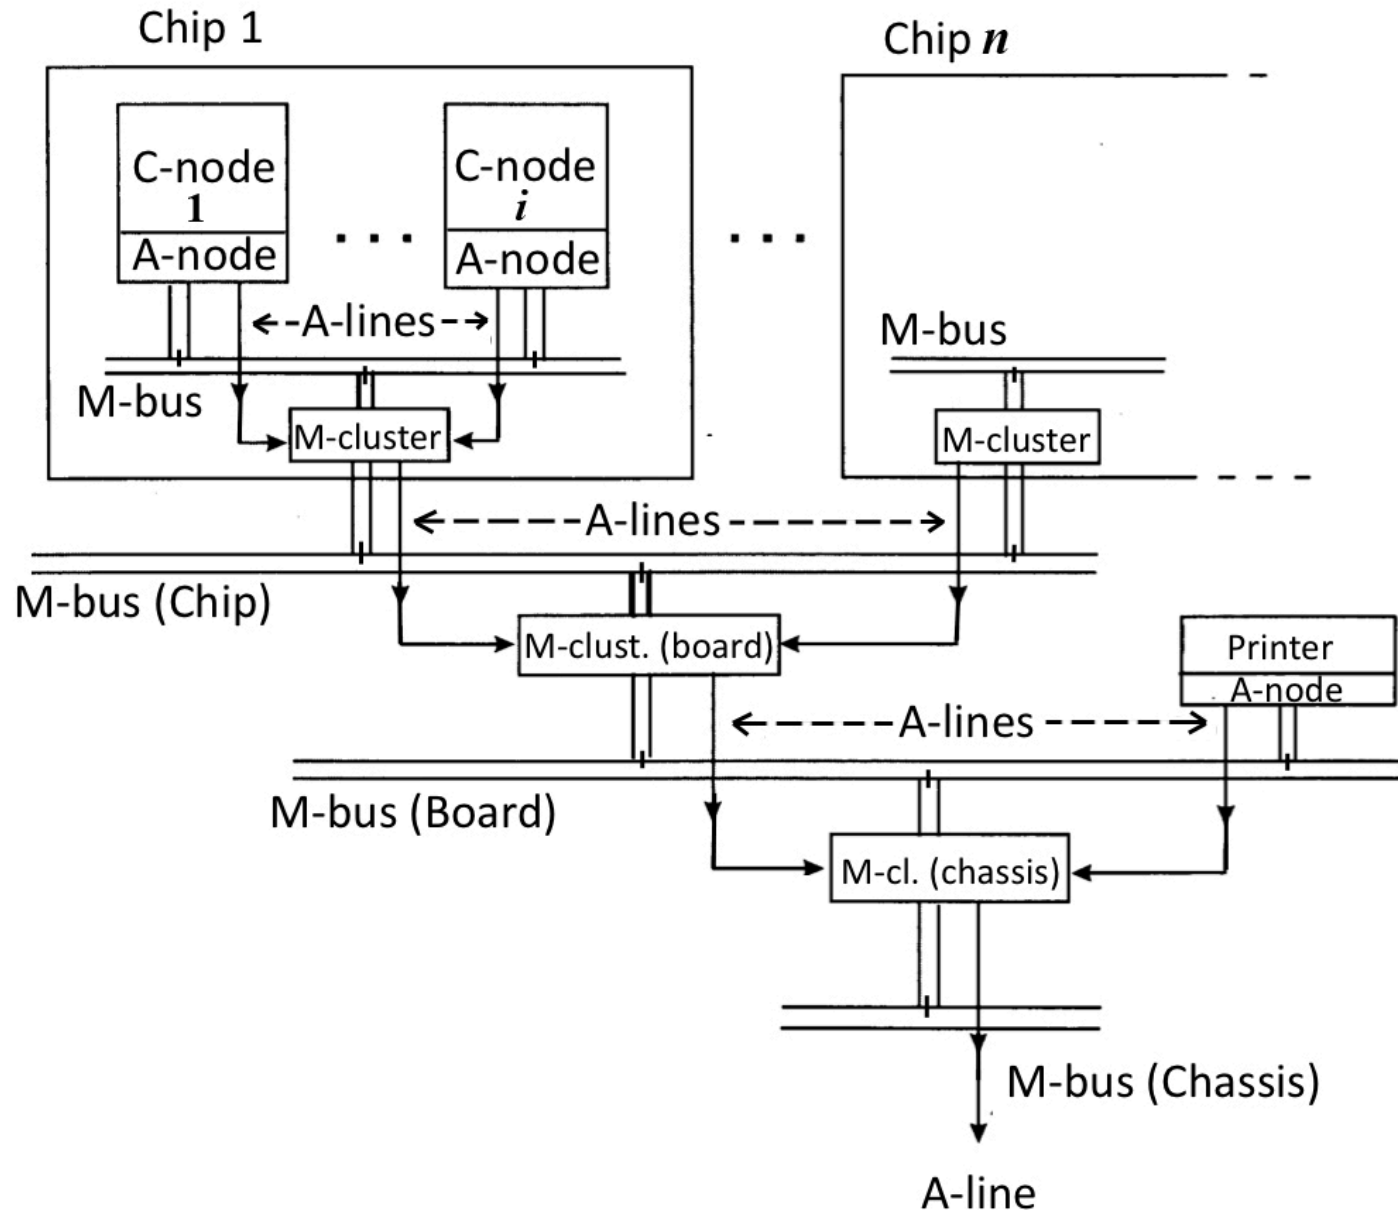 Chip 1
Chip n
C-node
1
A-node
C-node
i
A-node
. . .
. . .
A-lines
M-bus
M-bus
M-cluster
M-cluster
A-lines
M-bus (Chip)
M-clust. (board)
Printer
A-node
A-lines
M-bus (Board)
M-cl. (chassis)
M-bus (Chassis)
A-line